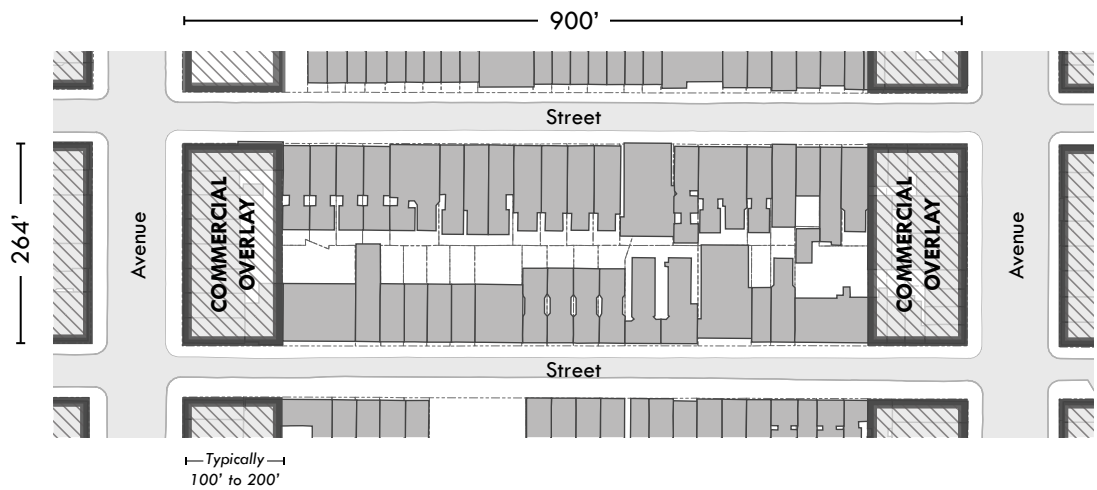 900’
Street
264’
Avenue
COMMERCIAL
OVERLAY
COMMERCIAL
OVERLAY
Avenue
Street
Typically
100’ to 200’